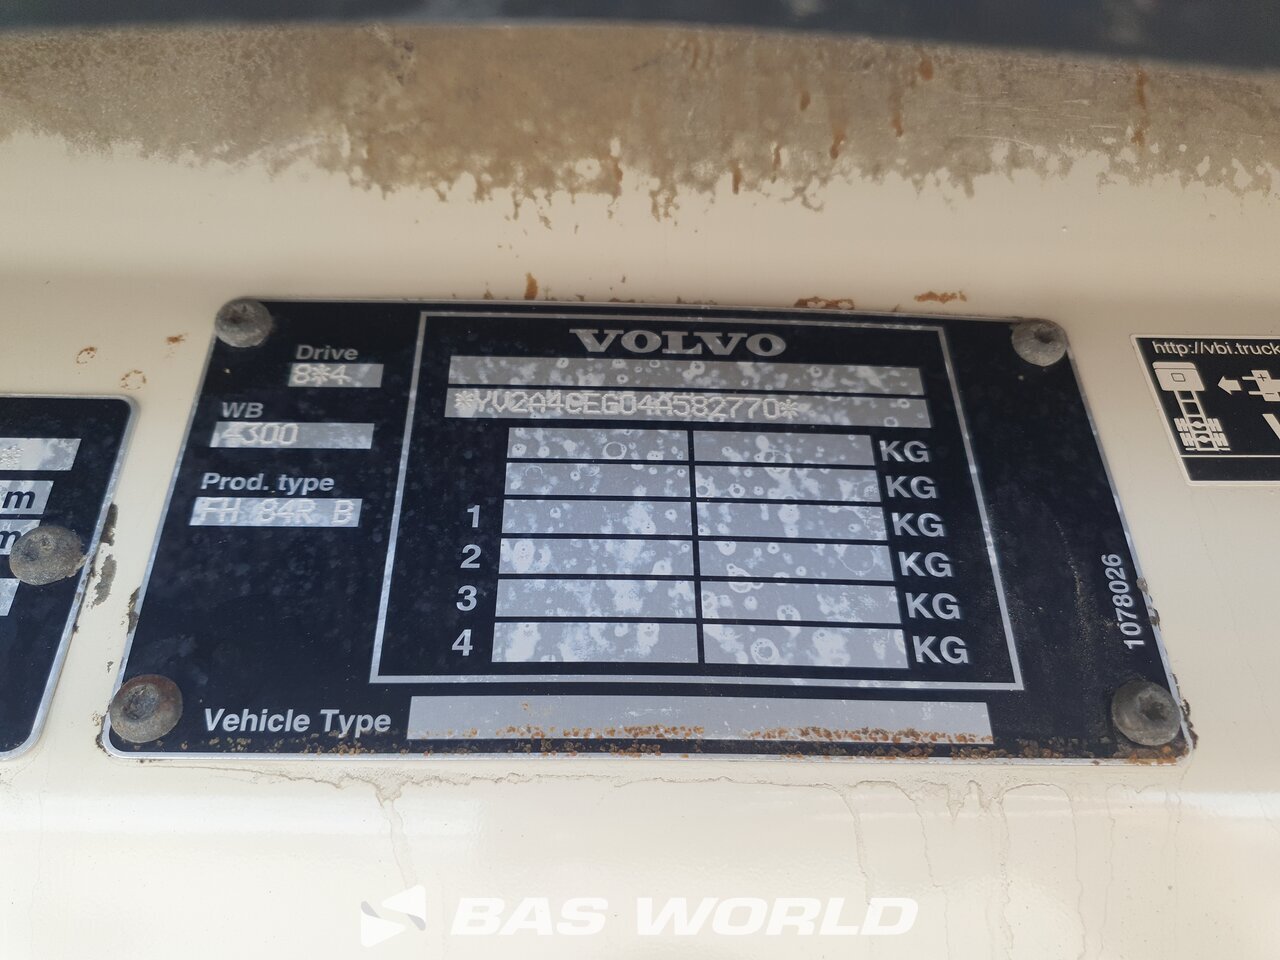 VOLVO
Drive
8*4
WB
4300
Prod. type
FH 84R B
*YV2A4CEG04A582770*
KG
KG
1 KG
2 KG
3 KG
4 KG
Vehicle Type
1078026
m
http://vbi.truck
BAS WORLD